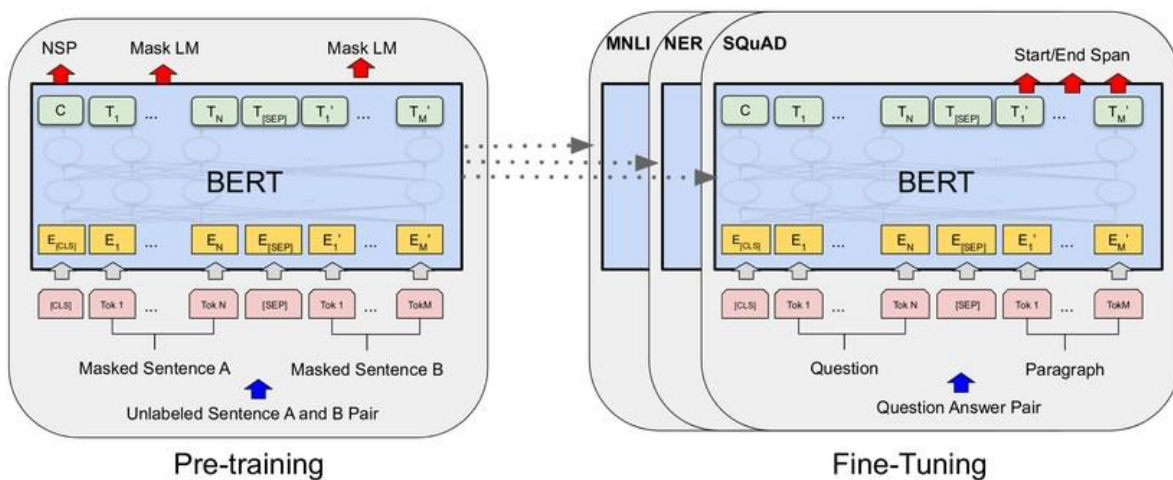 NSP Mask LM Mask LM
C T1 ... TN T[SEP] T1' ... TM'
BERT
E[CLS] E1 ... EN E[SEP] E1' ... EM'
[CLS] Tok 1 ... Tok N [SEP] Tok 1 ... TokM
Masked Sentence A Masked Sentence B
Unlabeled Sentence A and B Pair
Pre-training
MNLI NER SQuAD
Start/End Span
C T1 ... TN T[SEP] T1' ... TM'
BERT
E[CLS] E1 ... EN E[SEP] E1' ... EM'
[CLS] Tok 1 ... Tok N [SEP] Tok 1 ... TokM
Question Paragraph
Question Answer Pair
Fine-Tuning